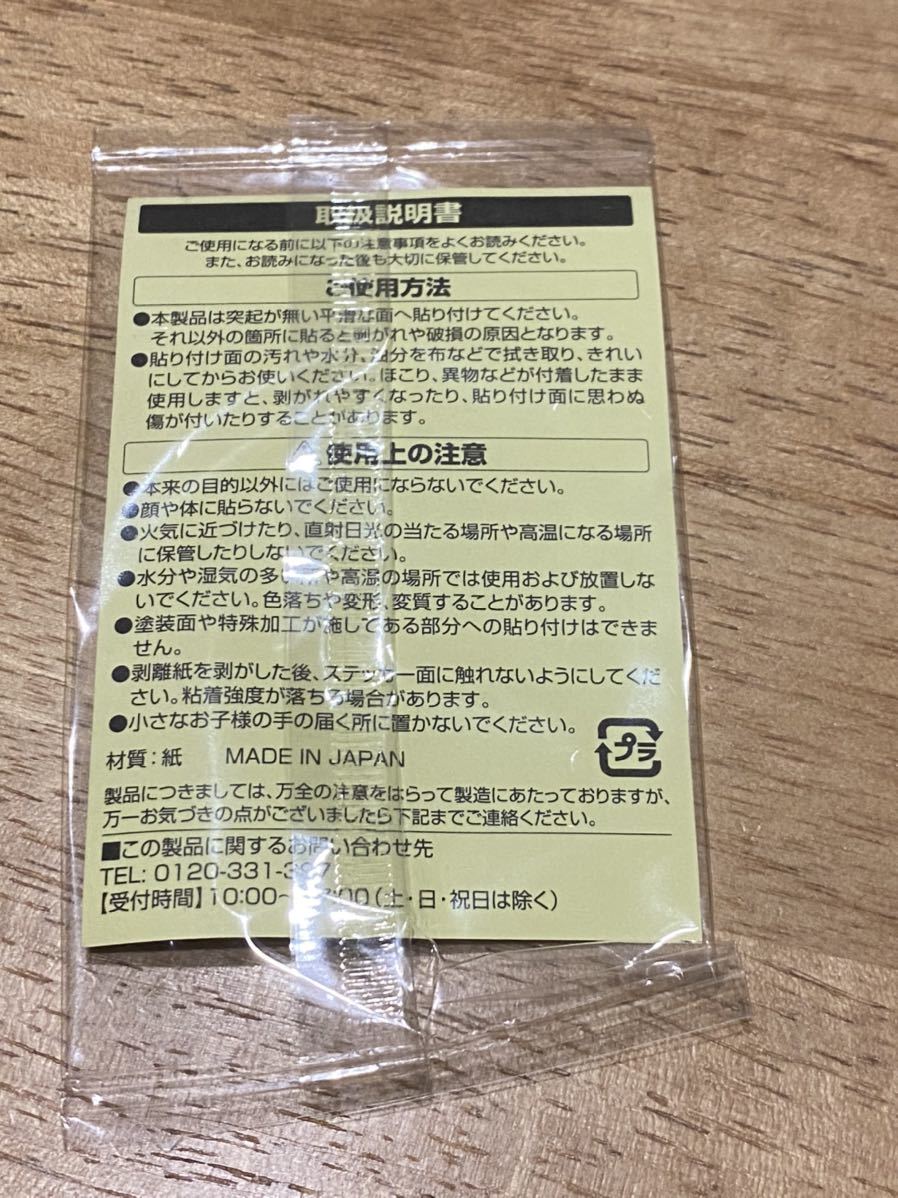 取扱説明書
ご使用になる前に以下の注意事項をよくお読みください。
また、お読みになった後も大切に保管してください。
ご使用方法
●本製品は突起が無い平滑な面へ貼り付けてください。
それ以外の箇所に貼ると剥がれや破損の原因となります。
●貼り付け面の汚れや水分、油分を布などで拭き取り、きれい
にしてからお使いください。ほこり、異物などが付着したまま
使用しますと、剥がれやすくなったり、貼り付け面に思わぬ
傷が付いたりすることがあります。
⚠使用上の注意
●本来の目的以外にはご使用にならないでください。
●顔や体に貼らないでください。
●火気に近づけたり、直射日光の当たる場所や高温になる場所
に保管したりしないでください。
●水分や湿気の多い所や高温の場所では使用および放置しな
いでください。色落ちや変形、変質することがあります。
●塗装面や特殊加工が施してある部分への貼り付けはできま
せん。
●剥離紙を剥がした後、ステッカー面に触れないようにしてくだ
さい。粘着強度が落ちる場合があります。
●小さなお子様の手の届く所に置かないでください。
プラ
材質：紙 MADE IN JAPAN
製品につきましては、万全の注意をはらって製造にあたっておりますが、
万一お気づきの点がございましたら下記までご連絡ください。
■この製品に関するお問い合わせ先
TEL: 0120-331-
【受付時間】10:00～ (土・日・祝日は除く)